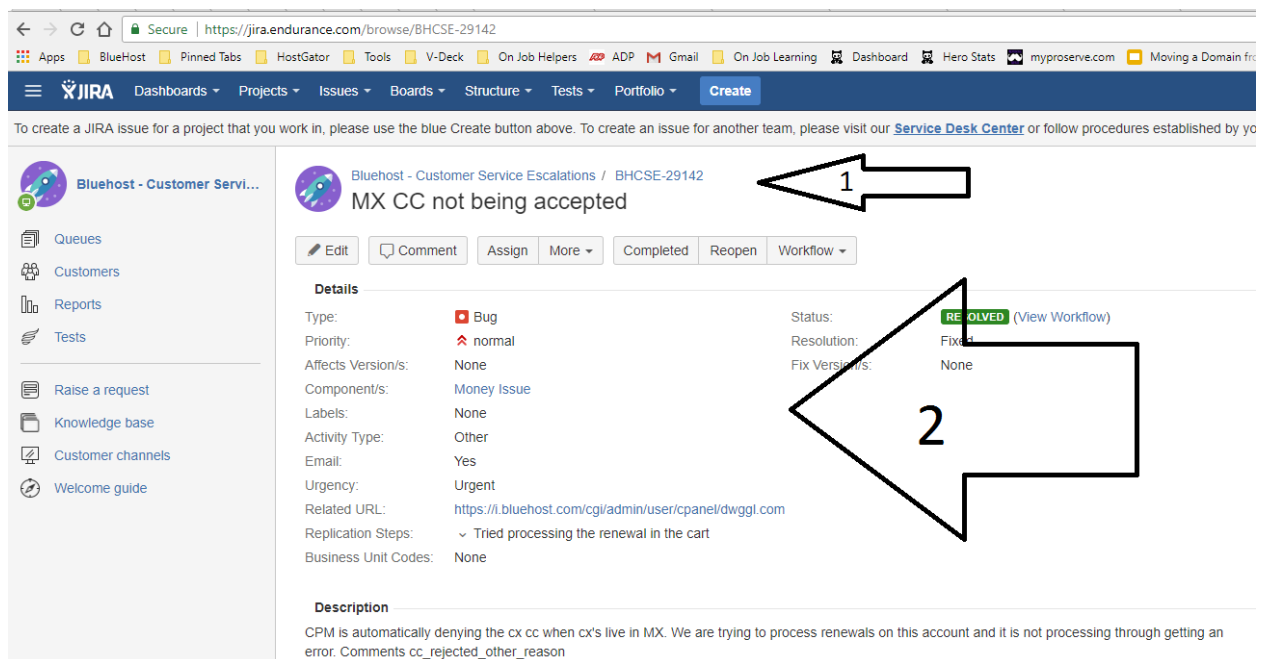 Secure | https://jira.endurance.com/browse/BHCSE-29142
Apps BlueHost Pinned Tabs HostGator Tools V-Deck On Job Helpers ADP Gmail On Job Learning Dashboard Hero Stats myproserve.com Moving a Domain
JIRA Dashboards Projects Issues Boards Structure Tests Portfolio Create
To create a JIRA issue for a project that you work in, please use the blue Create button above. To create an issue for another team, please visit our Service Desk Center or follow procedures established by
Bluehost - Customer Servi...
Bluehost - Customer Service Escalations / BHCSE-29142
1
MX CC not being accepted
Queues
Customers
Reports
Tests
Raise a request
Knowledge base
Customer channels
Welcome guide
Edit Comment Assign More Completed Reopen Workflow
Details
Type: Bug Status: RESOLVED (View Workflow)
Priority: normal Resolution: Fixed
Affects Version/s: None Fix Version/s: None
Component/s: Money Issue
Labels: None
2
Activity Type: Other
Email: Yes
Urgency: Urgent
Related URL: https://i.bluehost.com/cgi/admin/user/cpanel/dwggl.com
Replication Steps: Tried processing the renewal in the cart
Business Unit Codes: None
Description
CPM is automatically denying the cx cc when cx's live in MX. We are trying to process renewals on this account and it is not processing through getting an
error. Comments cc_rejected_other_reason